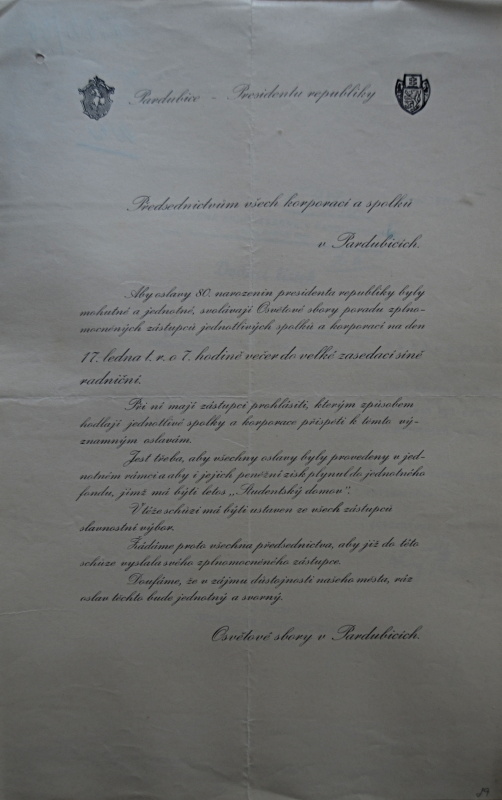 Pardubice - Presidentu republiky
Předsednictvům všech korporací a spolků
v Pardubicích.
Aby oslavy 80. narozenin presidenta republiky byly
mohutné a jednotné, svolávají Osvětové sbory poradu zplno-
mocněných zástupců jednotlivých spolků a korporací na den
17. ledna t. r. o 7. hodině večer do velké zasedací síně
radniční.
Při ní mají zástupci prohlásiti, kterým způsobem
hodlají jednotlivé spolky a korporace přispěti k těmto vý-
znamným oslavám.
Jest třeba, aby všechny oslavy byly provedeny v jed-
notném rámci a aby i jejich peněžní zisk plynul do jednotného
fondu, jímž má býti letos „Studentský domov“.
V téže schůzi má býti ustaven ze všech zástupců
slavnostní výbor.
Žádáme proto všechna předsednictva, aby již do této
schůze vyslala svého zplnomocněného zástupce.
Doufáme, že v zájmu důstojnosti našeho města, ráz
oslav těchto bude jednotný a svorný.
Osvětové sbory v Pardubicích.